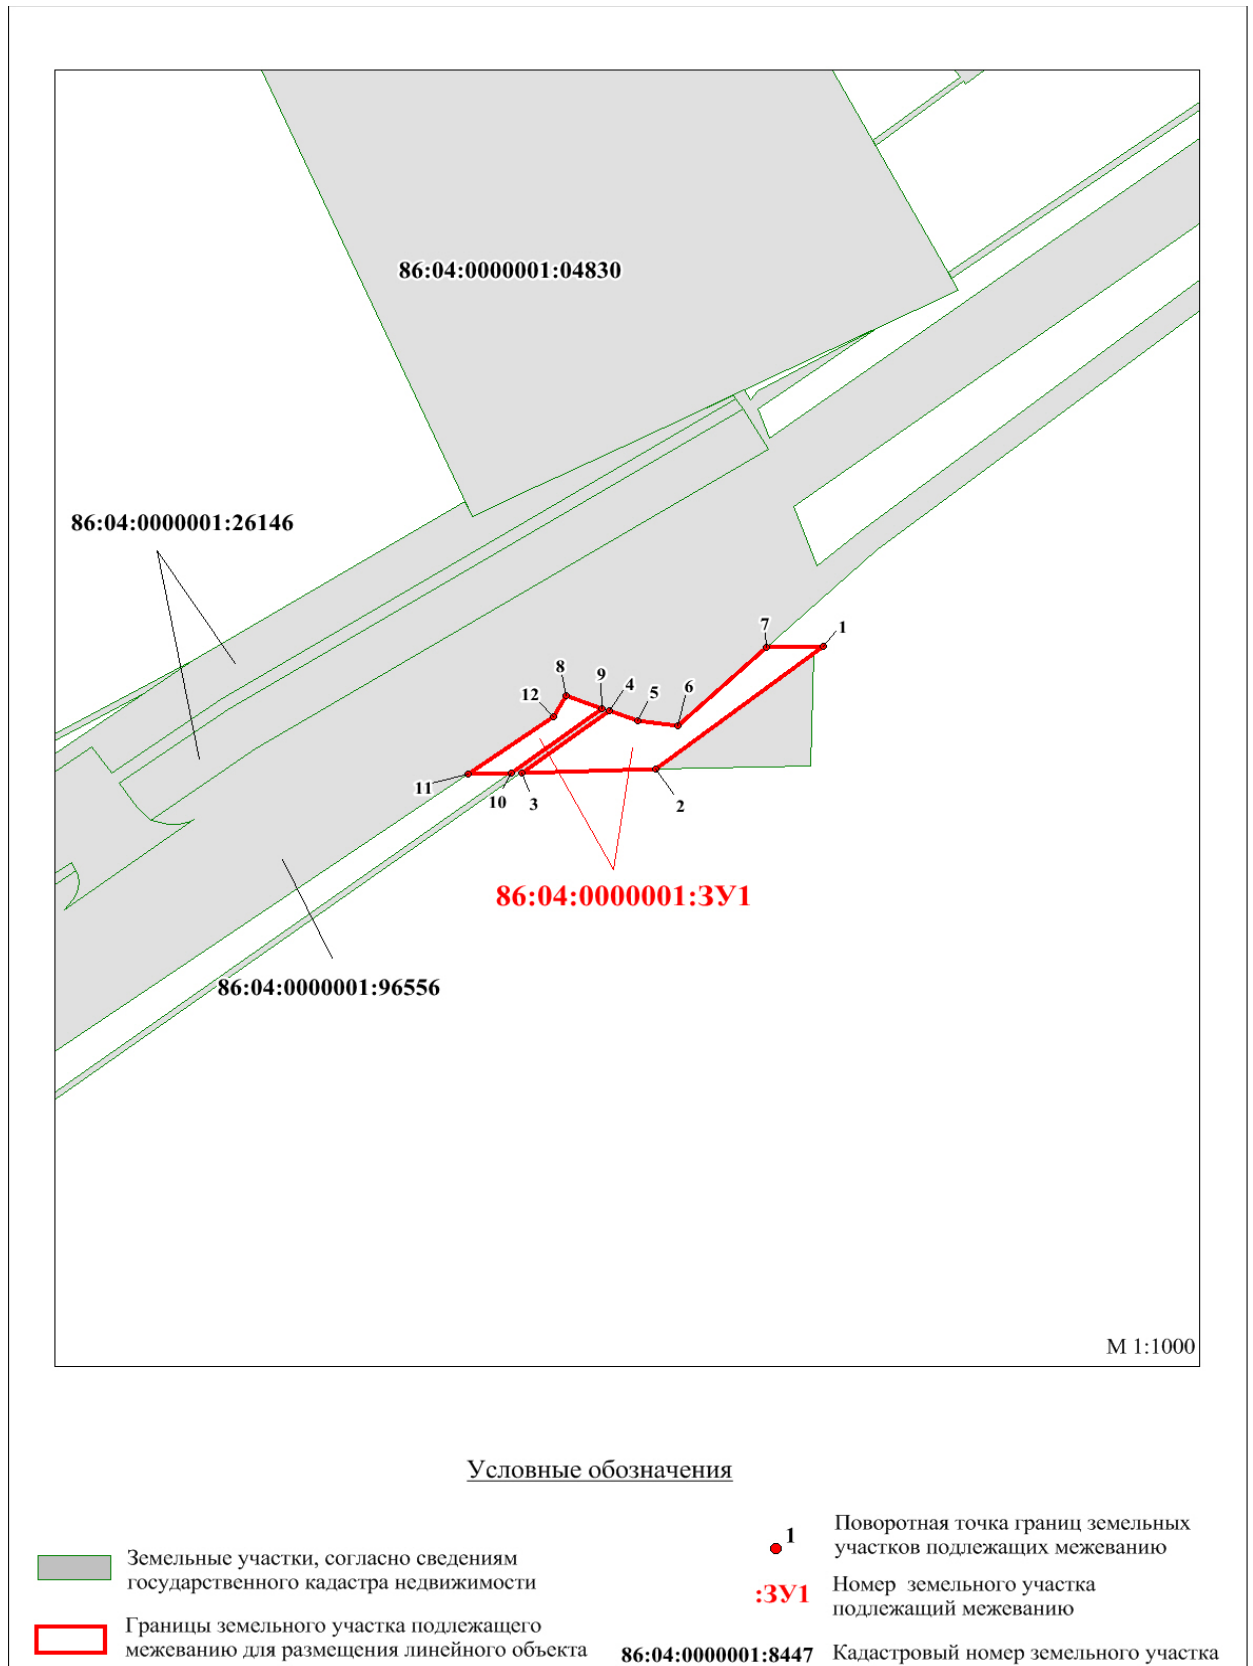 86:04:0000001:04830
86:04:0000001:26146
7
1
8
9
4
5
6
12
11
10
3
2
86:04:0000001:ЗУ1
86:04:0000001:96556
М 1:1000
Условные обозначения
Земельные участки, согласно сведениям
государственного кадастра недвижимости
Границы земельного участка подлежащего
межеванию для размещения линейного объекта
1
Поворотная точка границ земельных
участков подлежащих межеванию
:ЗУ1
Номер земельного участка
подлежащий межеванию
86:04:0000001:8447
Кадастровый номер земельного участка